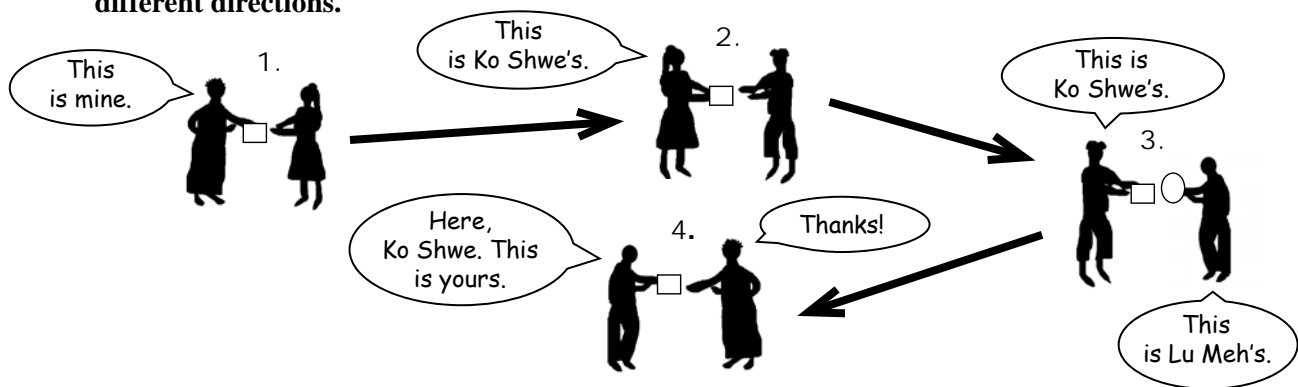 different directions.
1.
This
is mine.
2.
This
is Ko Shwe's.
3.
This is
Ko Shwe's.
This
is Lu Meh's.
4.
Here,
Ko Shwe. This
is yours.
Thanks!